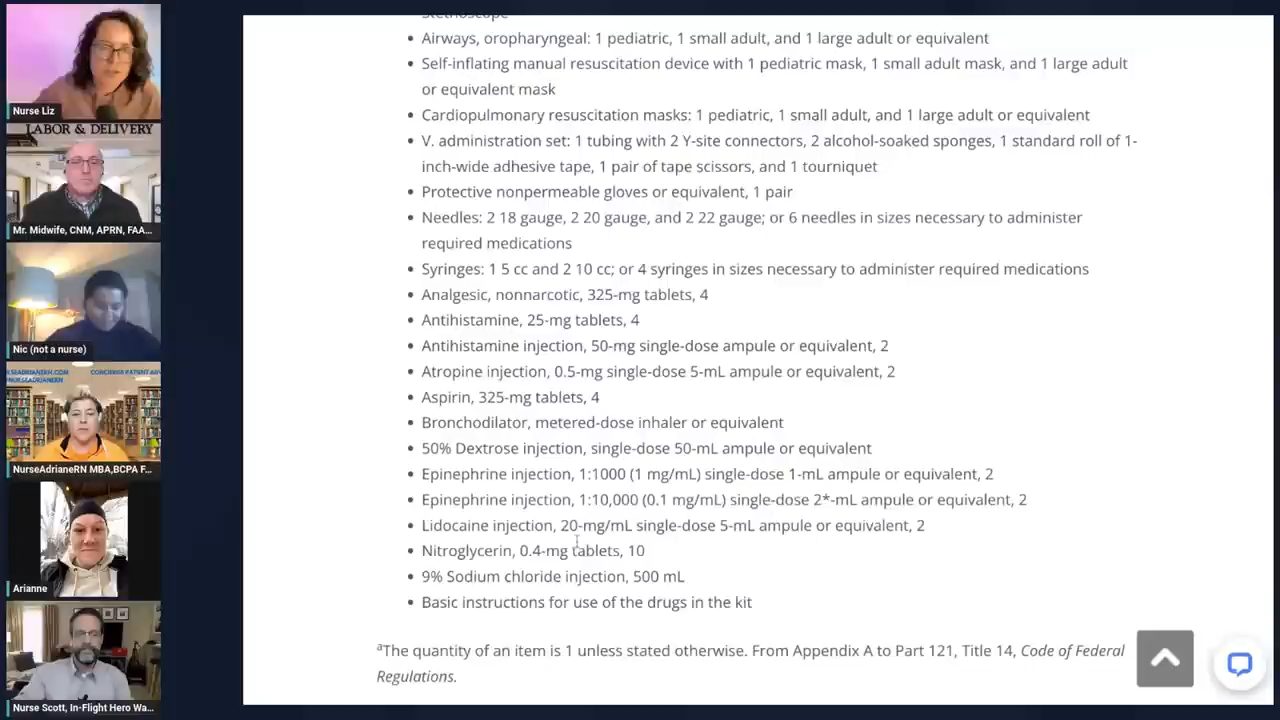 Stethoscope
Airways, oropharyngeal: 1 pediatric, 1 small adult, and 1 large adult or equivalent
Self-inflating manual resuscitation device with 1 pediatric mask, 1 small adult mask, and 1 large adult
or equivalent mask
Cardiopulmonary resuscitation masks: 1 pediatric, 1 small adult, and 1 large adult or equivalent
V. administration set: 1 tubing with 2 Y-site connectors, 2 alcohol-soaked sponges, 1 standard roll of 1-
inch-wide adhesive tape, 1 pair of tape scissors, and 1 tourniquet
Protective nonpermeable gloves or equivalent, 1 pair
Needles: 2 18 gauge, 2 20 gauge, and 2 22 gauge; or 6 needles in sizes necessary to administer
required medications
Syringes: 1 5 cc and 2 10 cc; or 4 syringes in sizes necessary to administer required medications
Analgesic, nonnarcotic, 325-mg tablets, 4
Antihistamine, 25-mg tablets, 4
Antihistamine injection, 50-mg single-dose ampule or equivalent, 2
Atropine injection, 0.5-mg single-dose 5-mL ampule or equivalent, 2
Aspirin, 325-mg tablets, 4
Bronchodilator, metered-dose inhaler or equivalent
50% Dextrose injection, single-dose 50-mL ampule or equivalent
Epinephrine injection, 1:1000 (1 mg/mL) single-dose 1-mL ampule or equivalent, 2
Epinephrine injection, 1:10,000 (0.1 mg/mL) single-dose 2*-mL ampule or equivalent, 2
Lidocaine injection, 20-mg/mL single-dose 5-mL ampule or equivalent, 2
Nitroglycerin, 0.4-mg tablets, 10
9% Sodium chloride injection, 500 mL
Basic instructions for use of the drugs in the kit
aThe quantity of an item is 1 unless stated otherwise. From Appendix A to Part 121, Title 14, Code of Federal
Regulations.
Nurse Liz
LABOR & DELIVERY
Mr. Midwife, CNM, APRN, FAA...
Nic (not a nurse)
NurseAdrianeRN MBA,BCPA F...
Arianne
Nurse Scott, In-Flight Hero Wa...